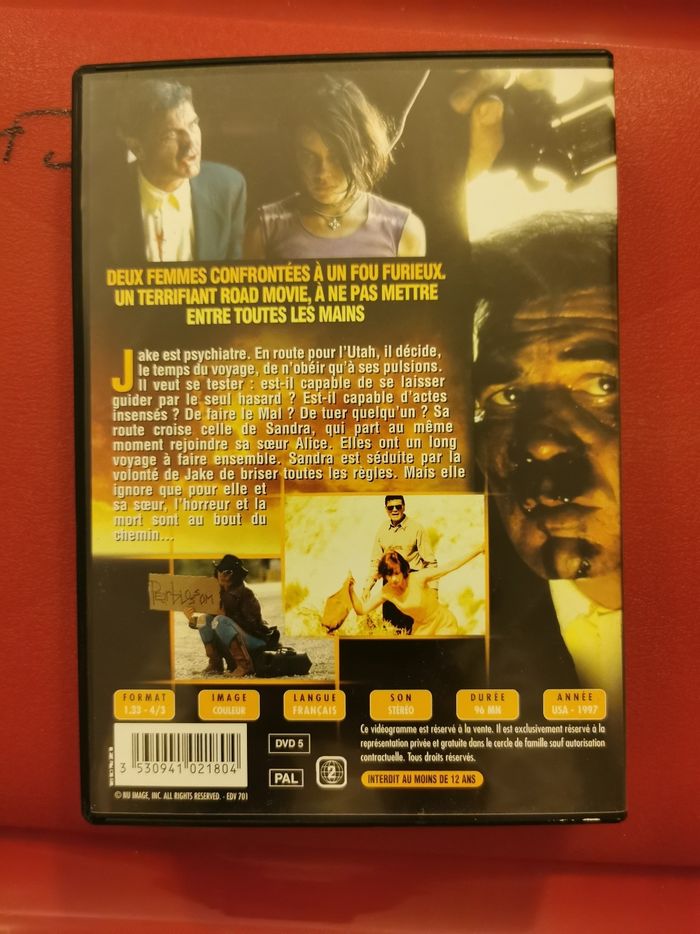 DEUX FEMMES CONFRONTÉES À UN FOU FURIEUX.
UN TERRIFIANT ROAD MOVIE, À NE PAS METTRE
ENTRE TOUTES LES MAINS
Jake est psychiatre. En route pour l'Utah, il décide,
le temps du voyage, de n'obéir qu'à ses pulsions.
Il veut se tester : est-il capable de se laisser
guider par le seul hasard ? Est-il capable d'actes
insensés ? De faire le Mal ? De tuer quelqu'un ? Sa
route croise celle de Sandra, qui part au même
moment rejoindre sa sœur Alice. Elles ont un long
voyage à faire ensemble. Sandra est séduite par la
volonté de Jake de briser toutes les règles. Mais elle
ignore que pour elle et
sa sœur, l'horreur et la
mort sont au bout du
chemin...
FORMAT
1.33 - 4/3
IMAGE
COULEUR
LANGUE
FRANÇAIS
SON
STÉRÉO
DURÉE
96 MN
ANNÉE
USA - 1997
3 530941 021804
DVD 5
PAL
2
Ce vidéogramme est réservé à la vente. Il est exclusivement réservé à la
représentation privée et gratuite dans le cercle de famille sauf autorisation
contractuelle. Tous droits réservés.
INTERDIT AU MOINS DE 12 ANS
© NU IMAGE, INC. ALL RIGHTS RESERVED. - EDV 701